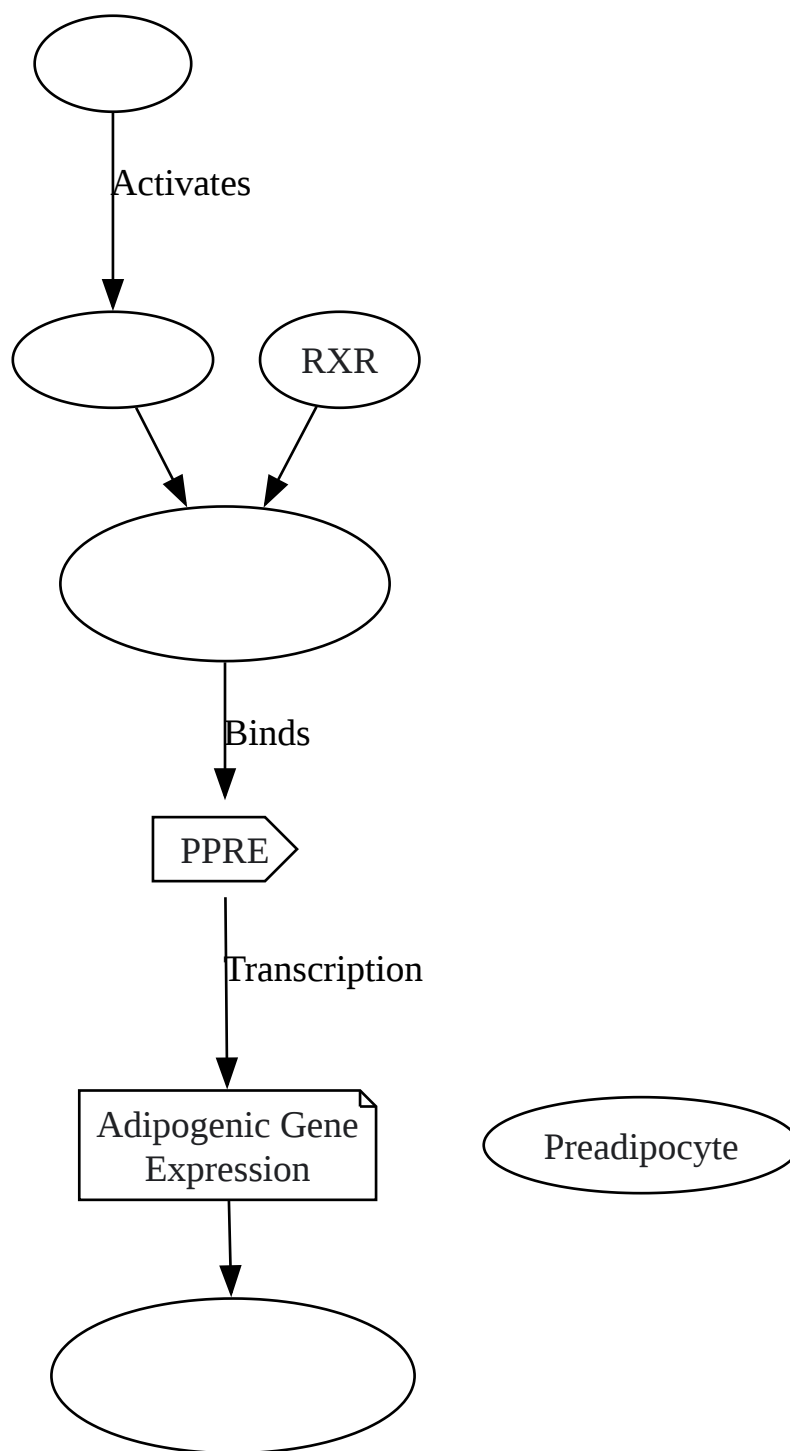 Activates
RXR
Binds
PPRE
Transcription
Adipogenic Gene
Expression
Preadipocyte